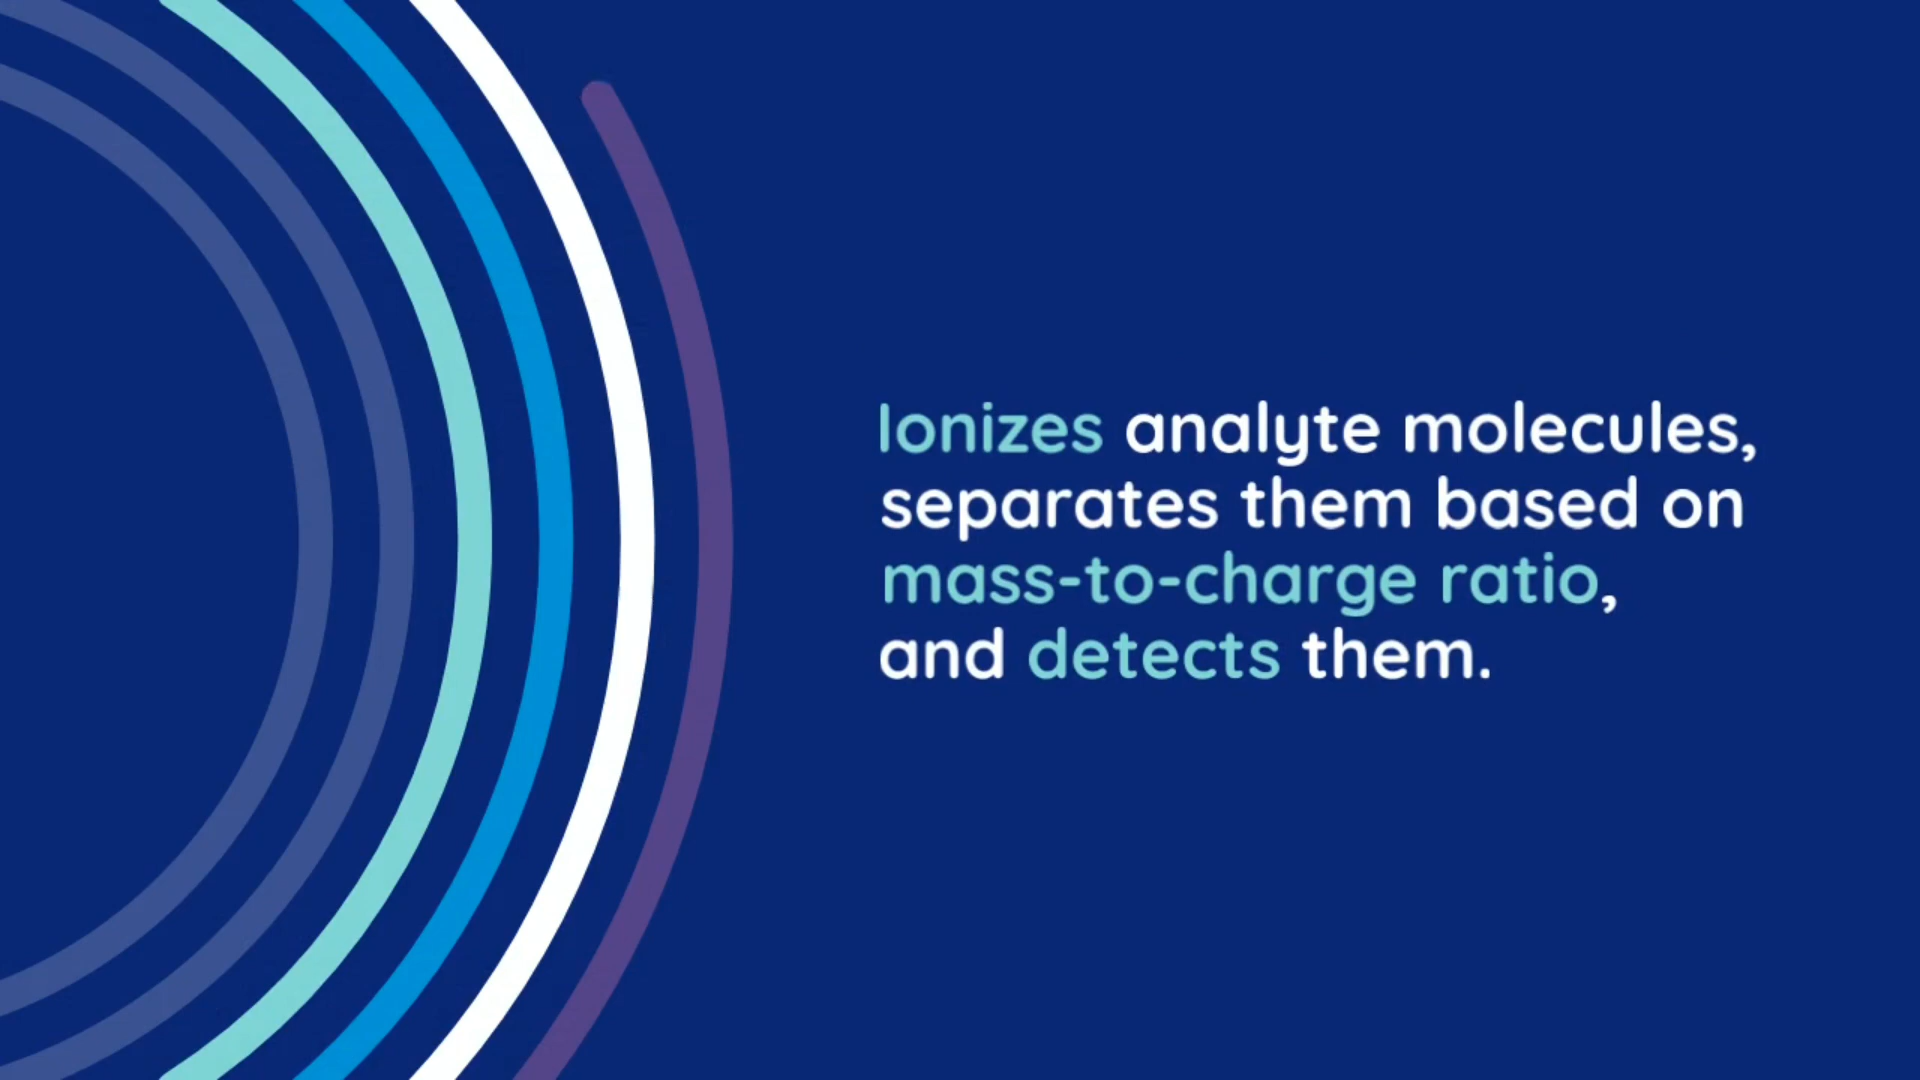 Ionizes analyte molecules,
separates them based on
mass-to-charge ratio,
and detects them.